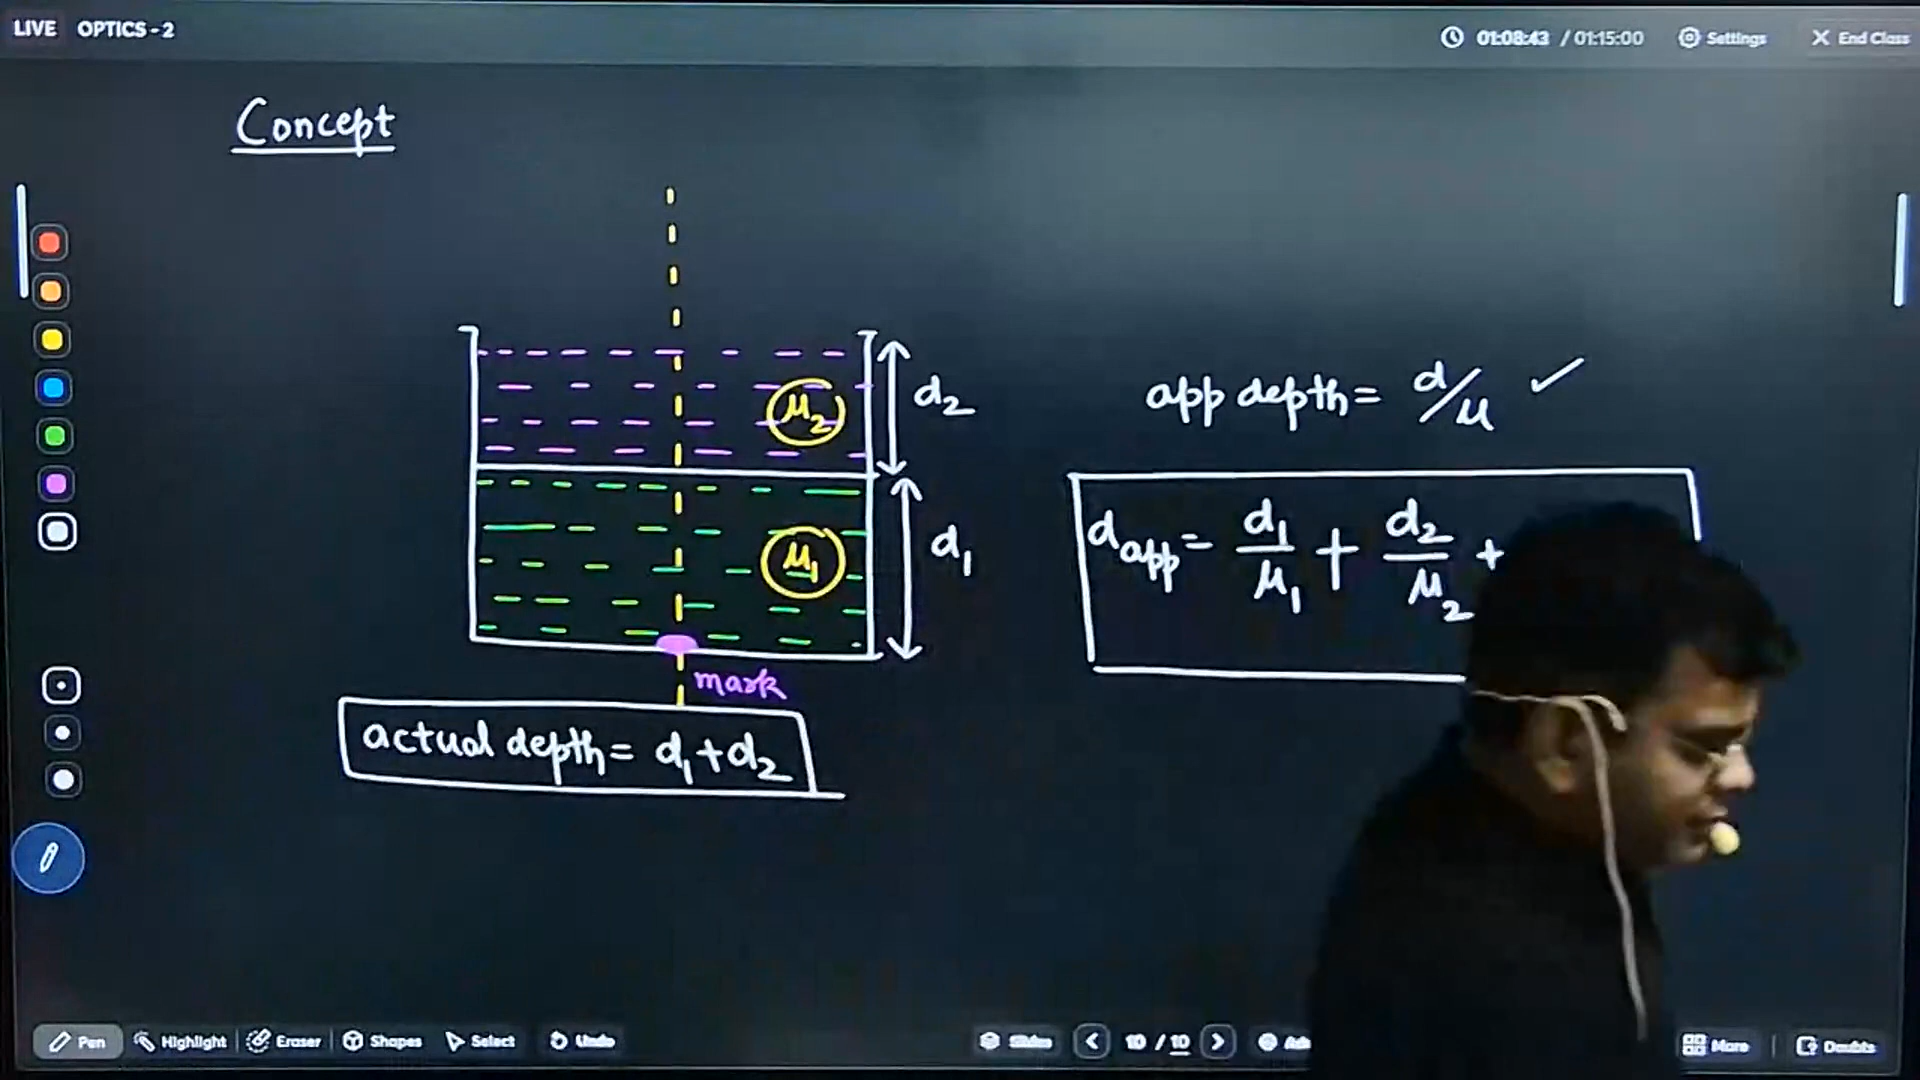 LIVE OPTICS - 2
01:08:43 / 01:15:00 Settings X End Class
Concept
μ2
d2
app depth = d/μ ✓
μ1
d1
dapp = d1/μ1 + d2/μ2 +
mark
actual depth = d1 + d2
Pen Highlight Eraser Shapes Select Undo Slides < 10 / 10 > More Doubts